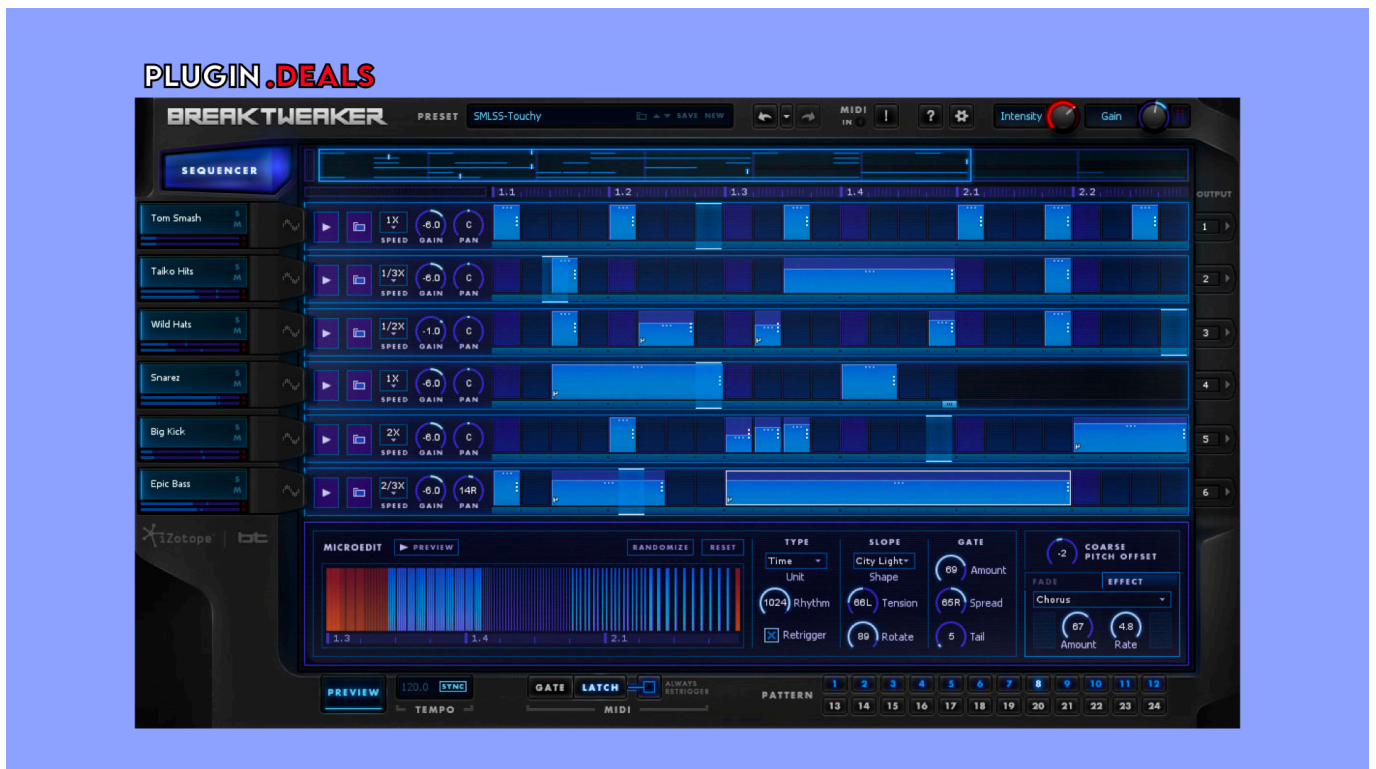 PLUGIN.DEALS
BREAKTWEAKER PRESET SMLSS-Touchy SAVE NEW MIDI IN ! ? Intensity Gain
SEQUENCER
1.1 1.2 1.3 1.4 2.1 2.2 OUTPUT
Tom Smash S M 1X -6.0 C 1
SPEED GAIN PAN
Taiko Hits S M 1/3X -6.0 C 2
SPEED GAIN PAN
Wild Hats S M 1/2X -1.0 C 3
SPEED GAIN PAN
Snarez S M 1X -6.0 C 4
SPEED GAIN PAN
Big Kick S M 2X -6.0 C 5
SPEED GAIN PAN
Epic Bass S M 2/3X -6.0 14R 6
SPEED GAIN PAN
iZotope | bt
MICROEDIT PREVIEW RANDOMIZE RESET TYPE SLOPE GATE -2 COARSE PITCH OFFSET
Time City Light 69 Amount
Unit Shape FADE EFFECT
1024 Rhythm 66L Tension 65R Spread Chorus
Retrigger 89 Rotate 5 Tail 67 4.8
1.3 1.4 2.1 Amount Rate
PREVIEW 120.0 SYNC GATE LATCH ALWAYS RETRIGGER PATTERN 1 2 3 4 5 6 7 8 9 10 11 12
TEMPO MIDI 13 14 15 16 17 18 19 20 21 22 23 24